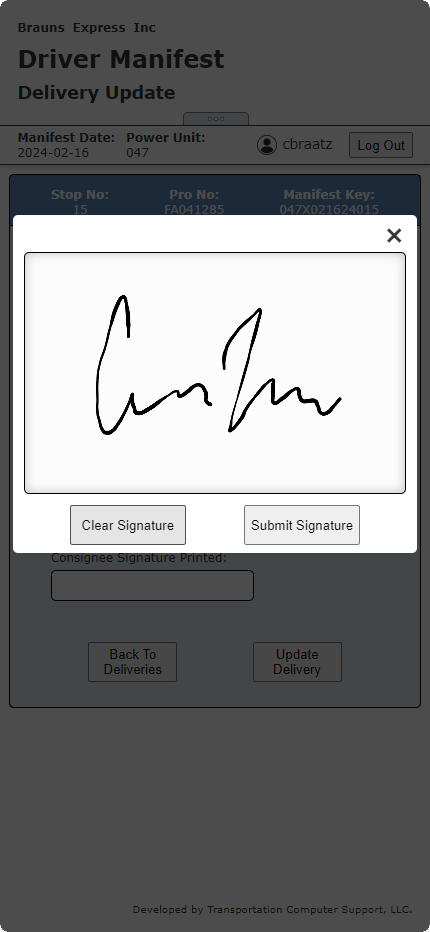 Brauns Express Inc
Driver Manifest
Delivery Update
Manifest Date: Power Unit:
2024-02-16 047
cbraatz
Log Out
Stop No: Pro No: Manifest Key:
15 FA041285 047X021624015
Clear Signature Submit Signature
Consignee Signature Printed:
Back To Deliveries
Update Delivery
Developed by Transportation Computer Support, LLC.